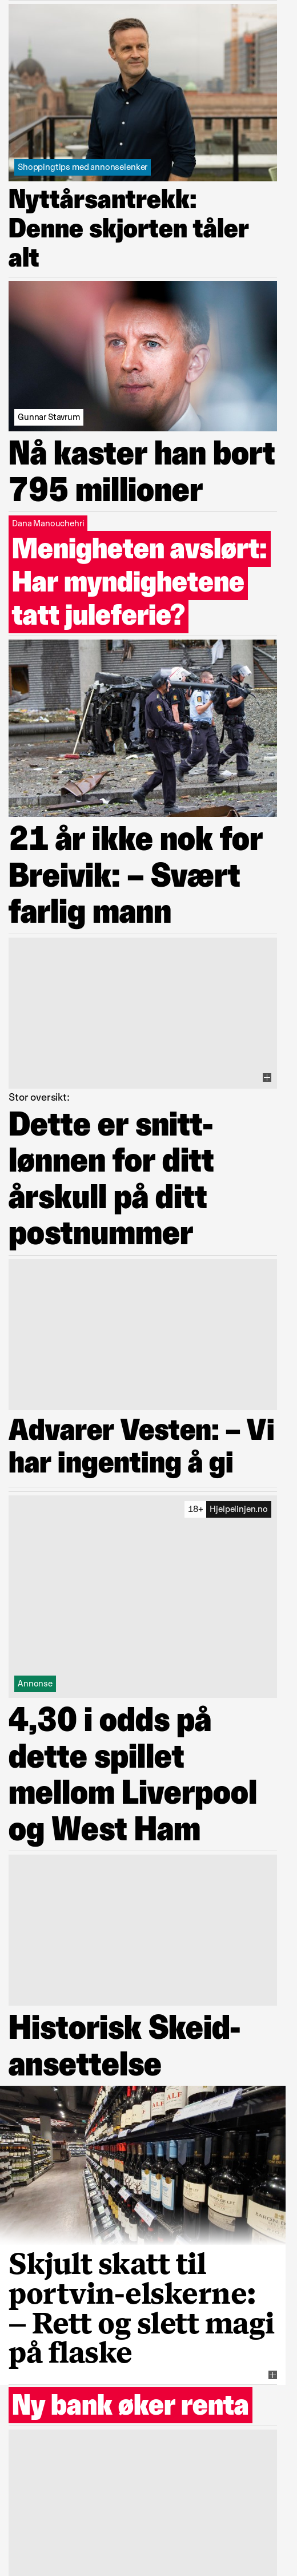 Shoppingtips med annonselenker
Nyttårsantrekk:
Denne skjorten tåler
alt
Gunnar Stavrum
Nå kaster han bort
795 millioner
Dana Manouchehri
Menigheten avslørt:
Har myndighetene
tatt juleferie?
21 år ikke nok for
Breivik: – Svært
farlig mann
Stor oversikt:
Dette er snitt-
lønnen for ditt
årskull på ditt
postnummer
Advarer Vesten: – Vi
har ingenting å gi
18+ Hjelpelinjen.no
Annonse
4,30 i odds på
dette spillet
mellom Liverpool
og West Ham
Historisk Skeid-
ansettelse
Skjult skatt til
portvin-elskerne:
– Rett og slett magi
på flaske
Ny bank øker renta